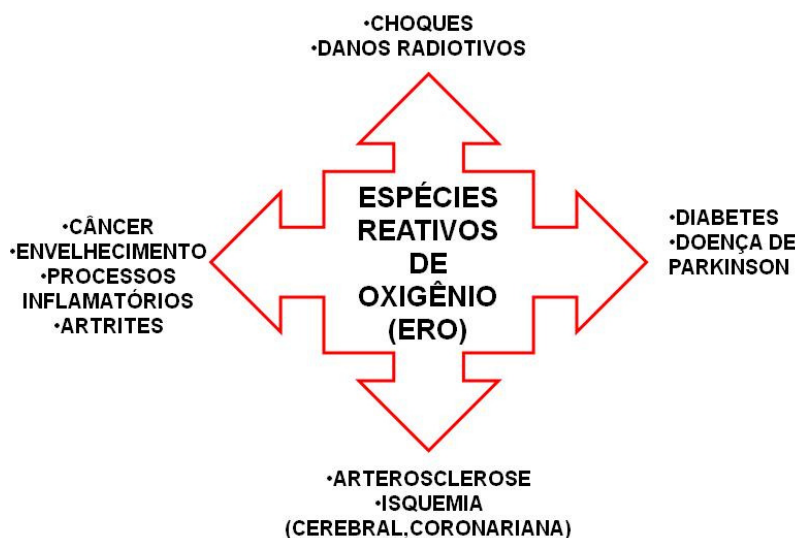 •CHOQUES
•DANOS RADIOTIVOS
•CÂNCER
•ENVELHECIMENTO
•PROCESSOS
INFLAMATÓRIOS
•ARTRITES
ESPÉCIES
REATIVOS
DE
OXIGÊNIO
(ERO)
•DIABETES
•DOENÇA DE
PARKINSON
•ARTEROSCLEROSE
•ISQUEMIA
(CEREBRAL,CORONARIANA)